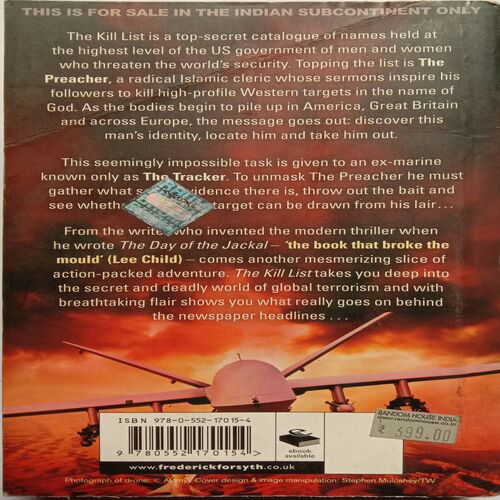 THIS IS FOR SALE IN THE INDIAN SUBCONTINENT ONLY
The Kill List is a top-secret catalogue of names held at
the highest level of the US government of men and women
who threaten the world's security. Topping the list is The
Preacher, a radical Islamic cleric whose sermons inspire his
followers to kill high-profile Western targets in the name of
God. As the bodies begin to pile up in America, Great Britain
and across Europe, the message goes out: discover this
man's identity, locate him and take him out.
This seemingly impossible task is given to an ex-marine
known only as The Tracker. To unmask The Preacher he must
gather what evidence there is, throw out the bait and
see target can be drawn from his lair...
From the write who invented the modern thriller when
he wrote The Day of the Jackal – 'the book that broke the
mould' (Lee Child) – comes another mesmerizing slice of
action-packed adventure. The Kill List takes you deep into
the secret and deadly world of global terrorism and with
breathtaking flair shows you what really goes on behind
the newspaper headlines...
ISBN 978-0-552-17015-4
9 780552 170154
ebook
available
RANDOM HOUSE INDIA
www.randomhouse.co.in
₹ 399.00
www.frederickforsyth.co.uk
Photograph of drone: © Alamy. Cover design & image manipulation: Stephen Mulcahey/TW